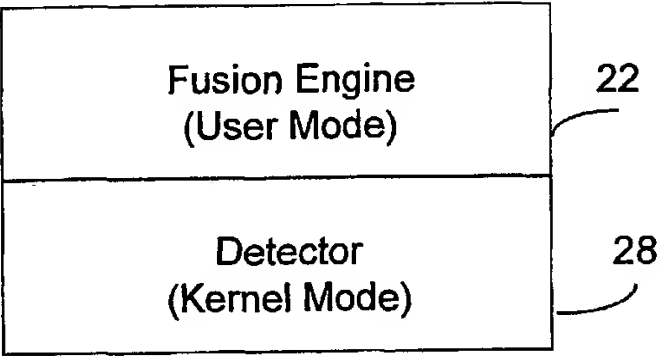 Fusion Engine
(User Mode)
22
Detector
(Kernel Mode)
28